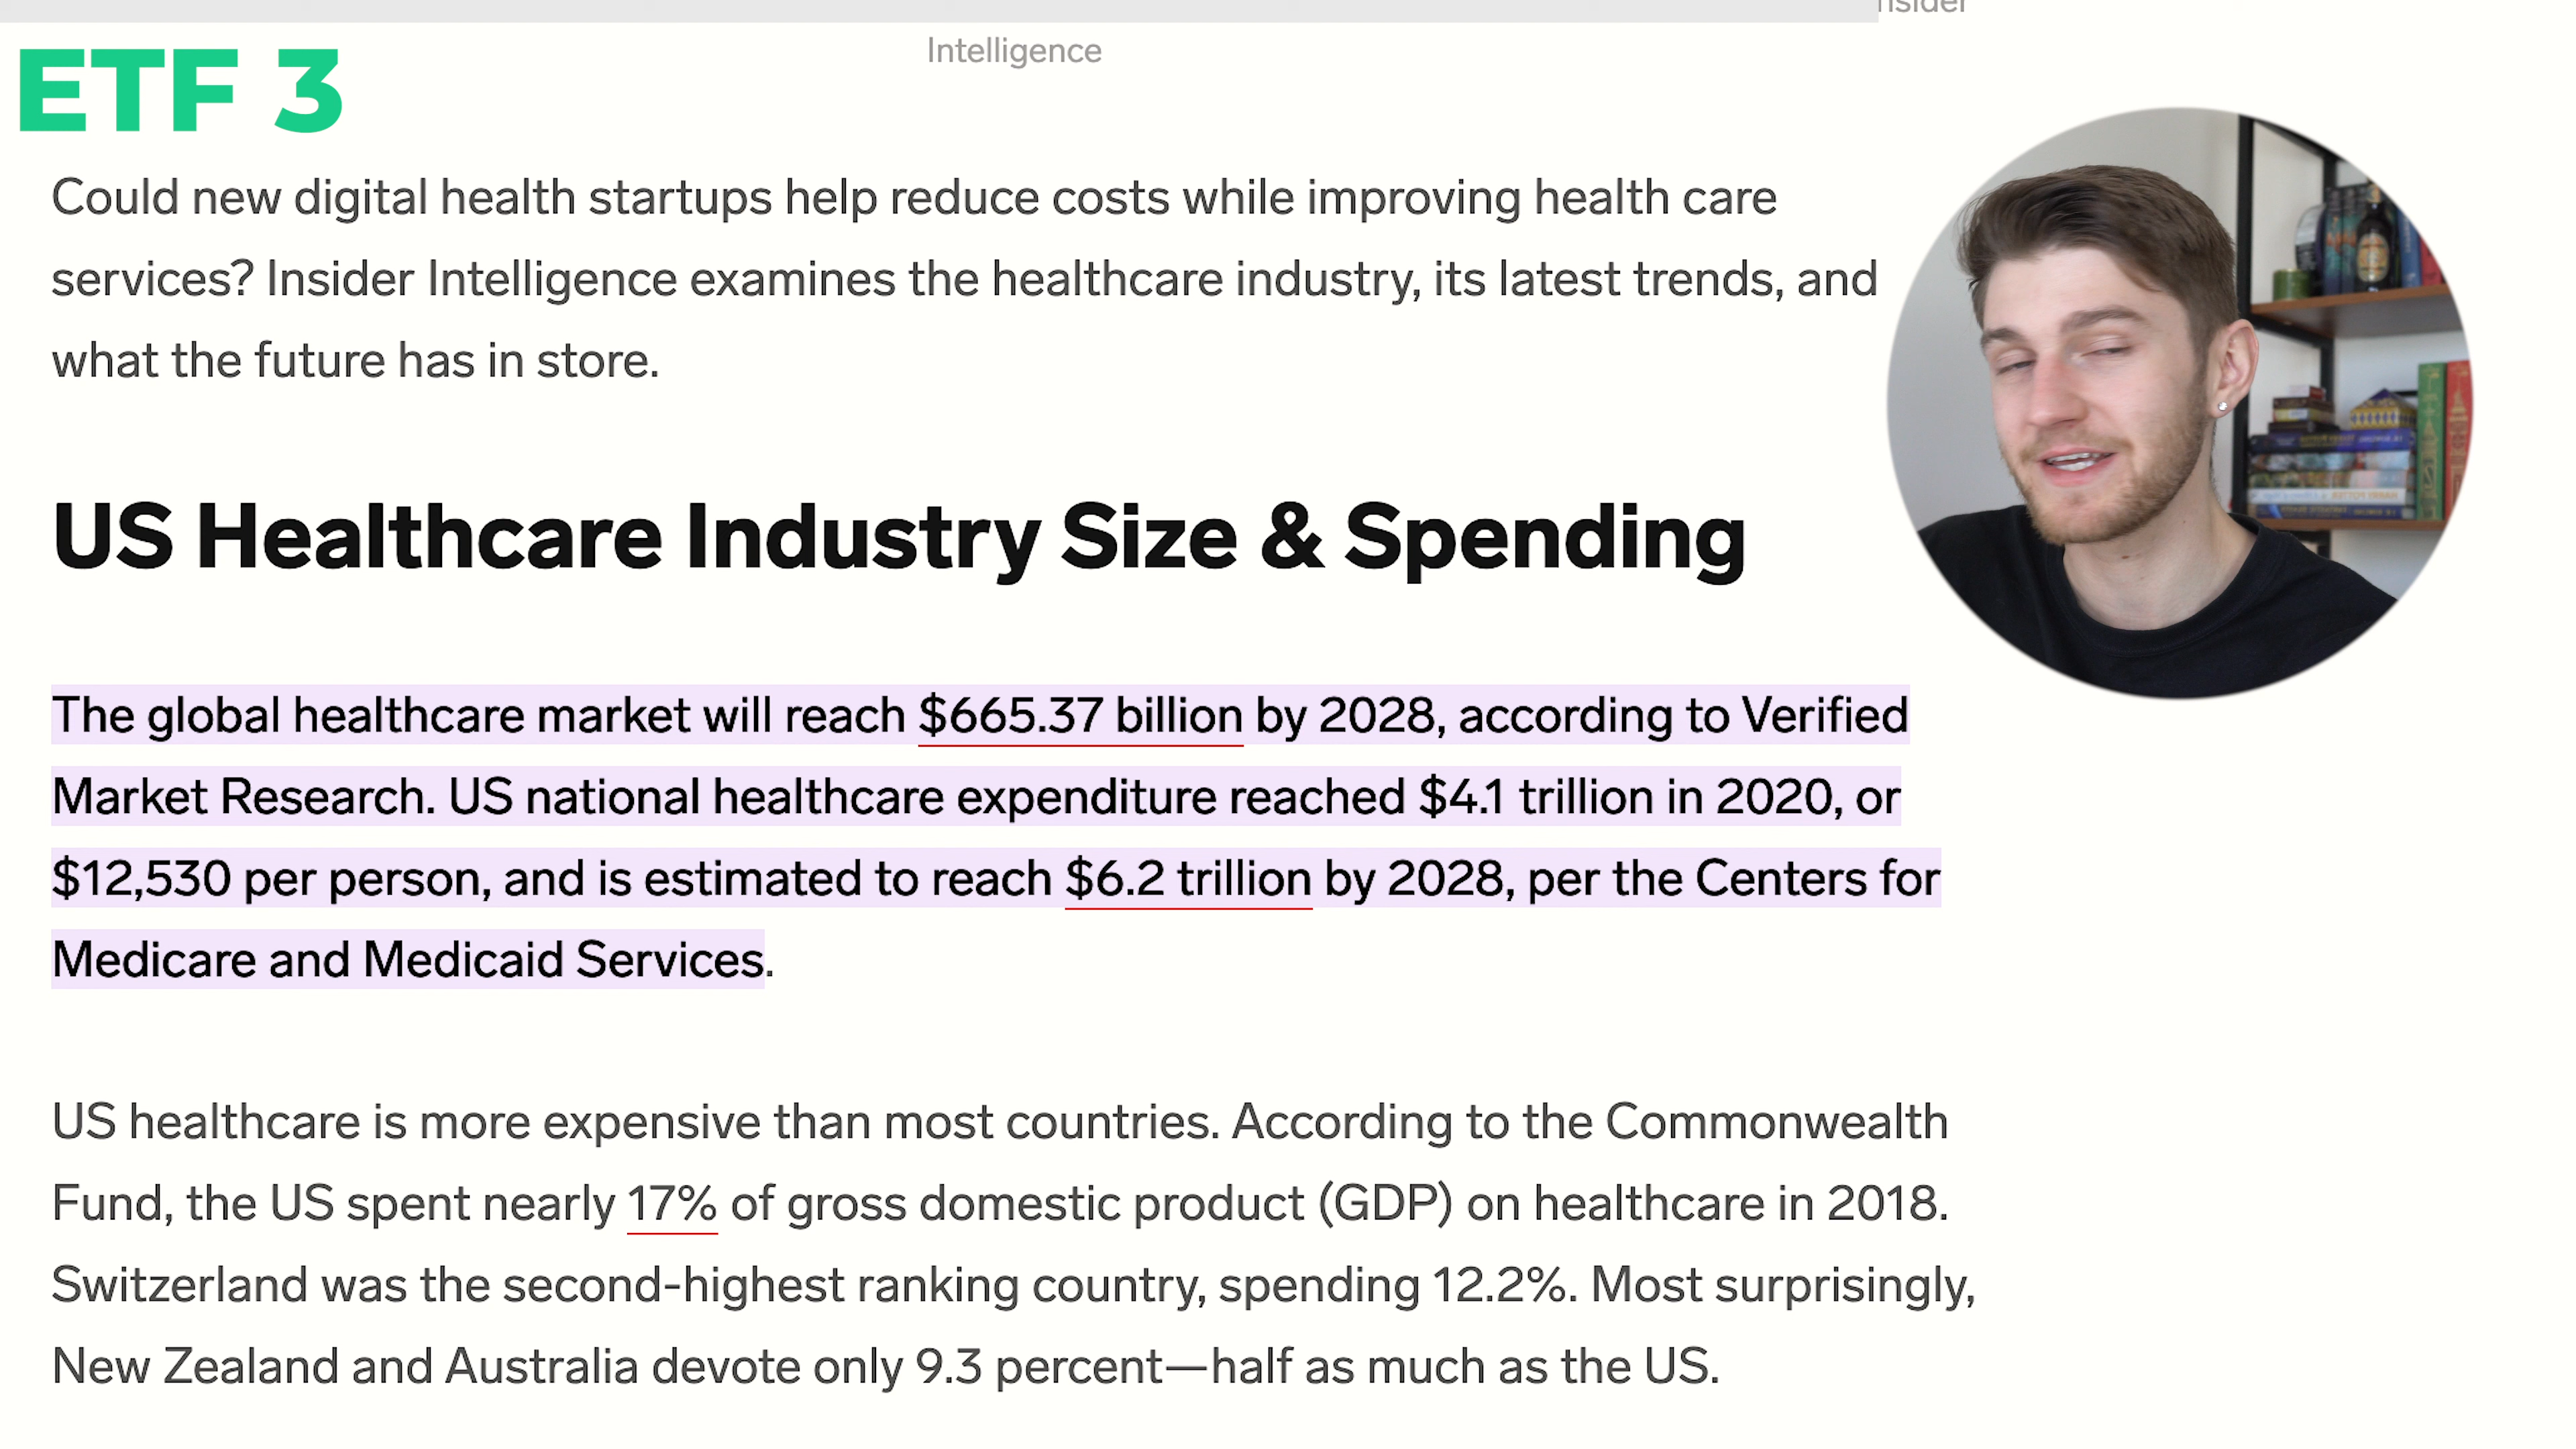 nsider
Intelligence
ETF 3
Could new digital health startups help reduce costs while improving health care
services? Insider Intelligence examines the healthcare industry, its latest trends, and
what the future has in store.
US Healthcare Industry Size & Spending
The global healthcare market will reach $665.37 billion by 2028, according to Verified
Market Research. US national healthcare expenditure reached $4.1 trillion in 2020, or
$12,530 per person, and is estimated to reach $6.2 trillion by 2028, per the Centers for
Medicare and Medicaid Services.
US healthcare is more expensive than most countries. According to the Commonwealth
Fund, the US spent nearly 17% of gross domestic product (GDP) on healthcare in 2018.
Switzerland was the second-highest ranking country, spending 12.2%. Most surprisingly,
New Zealand and Australia devote only 9.3 percent—half as much as the US.